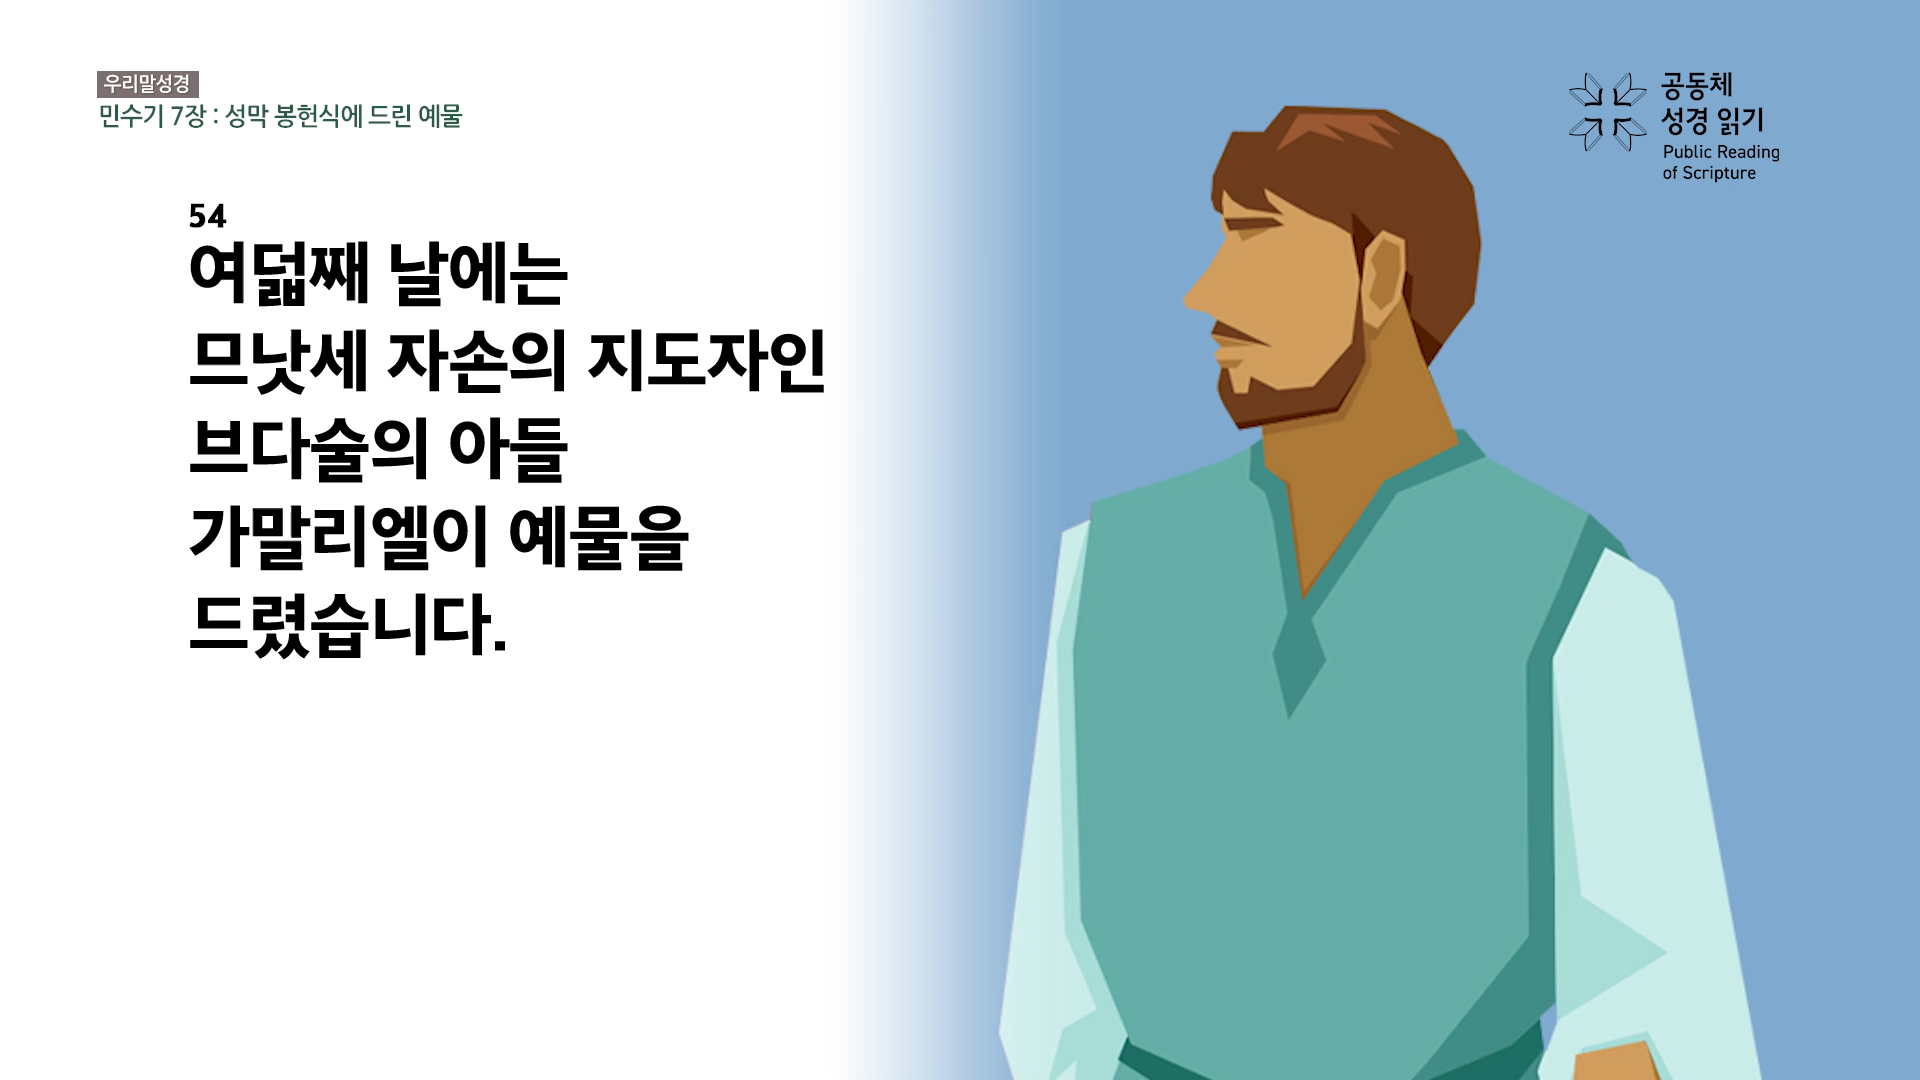 우리말성경
민수기 7장 : 성막 봉헌식에 드린 예물
54
여덟째 날에는
므낫세 자손의 지도자인
브다술의 아들
가말리엘이 예물을
드렸습니다.
공동체
성경 읽기
Public Reading
of Scripture